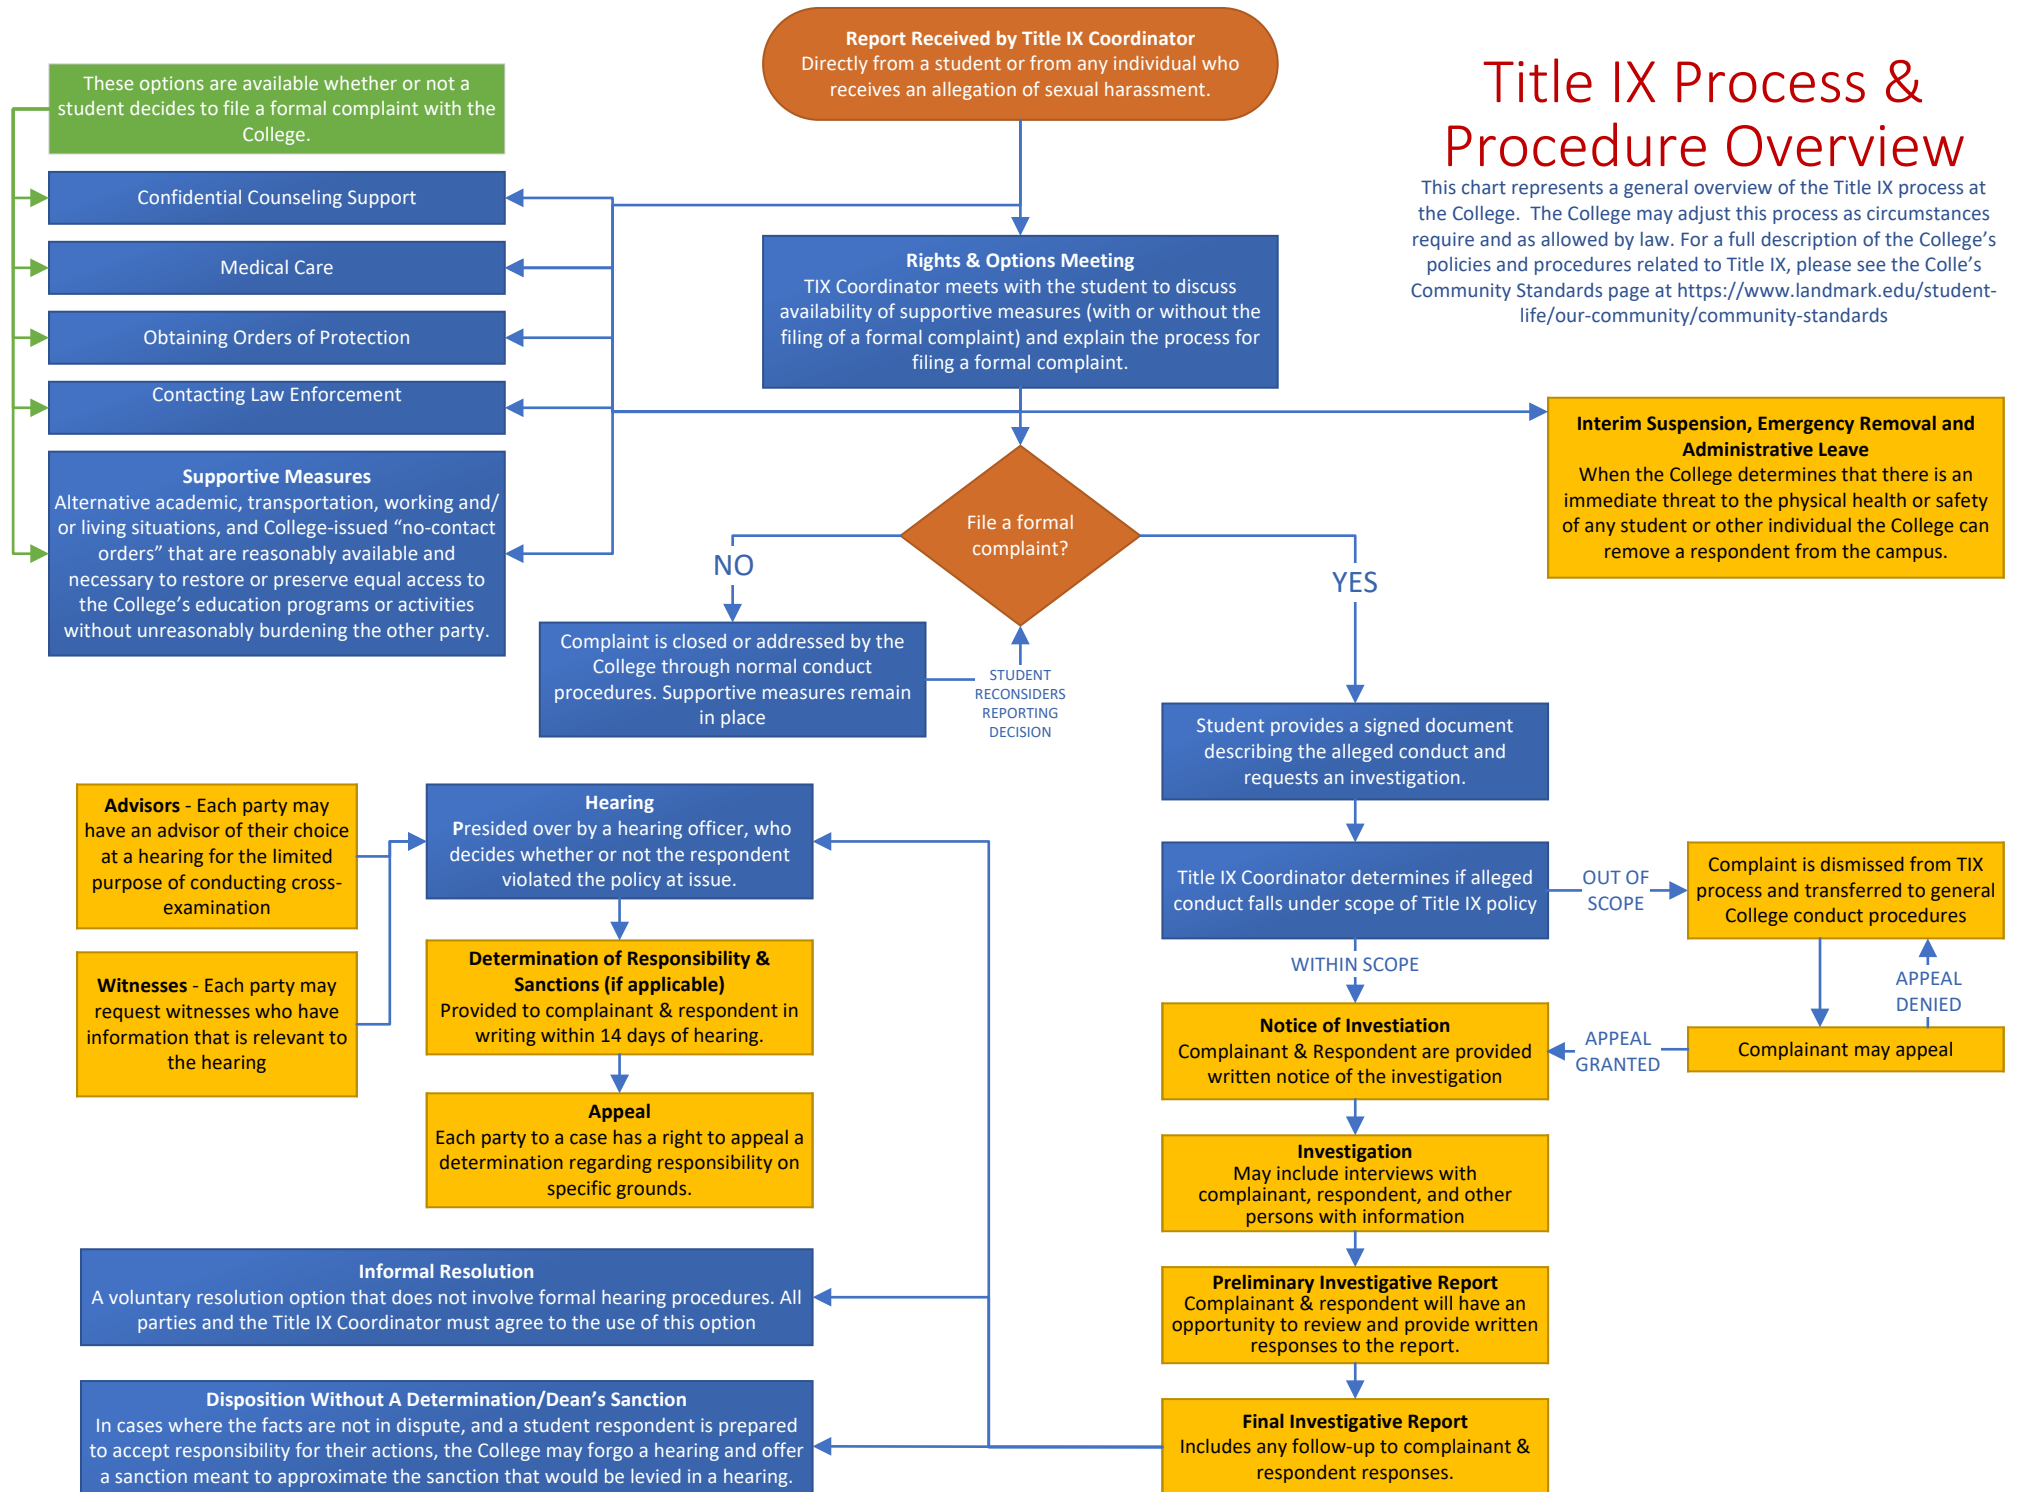 Report Received by Title IX Coordinator
Directly from a student or from any individual who
receives an allegation of sexual harassment.
Title IX Process &
Procedure Overview
This chart represents a general overview of the Title IX process at
the College.  The College may adjust this process as circumstances
require and as allowed by law. For a full description of the College’s
policies and procedures related to Title IX, please see the Colle’s
Community Standards page at https://www.landmark.edu/student-
life/our-community/community-standards
These options are available whether or not a
student decides to file a formal complaint with the
College.
Confidential Counseling Support
Medical Care
Obtaining Orders of Protection
Contacting Law Enforcement
Supportive Measures
Alternative academic, transportation, working and/
or living situations, and College-issued “no-contact
orders” that are reasonably available and
necessary to restore or preserve equal access to
the College’s education programs or activities
without unreasonably burdening the other party.
Rights & Options Meeting
TIX Coordinator meets with the student to discuss
availability of supportive measures (with or without the
filing of a formal complaint) and explain the process for
filing a formal complaint.
Interim Suspension, Emergency Removal and
Administrative Leave
When the College determines that there is an
immediate threat to the physical health or safety
of any student or other individual the College can
remove a respondent from the campus.
File a formal
complaint?
NO
YES
Complaint is closed or addressed by the
College through normal conduct
procedures. Supportive measures remain
in place
STUDENT
RECONSIDERS
REPORTING
DECISION
Student provides a signed document
describing the alleged conduct and
requests an investigation.
Title IX Coordinator determines if alleged
conduct falls under scope of Title IX policy
OUT OF
SCOPE
Complaint is dismissed from TIX
process and transferred to general
College conduct procedures
WITHIN SCOPE
APPEAL
DENIED
Complainant may appeal
APPEAL
GRANTED
Notice of Investiation
Complainant & Respondent are provided
written notice of the investigation
Investigation
May include interviews with
complainant, respondent, and other
persons with information
Preliminary Investigative Report
Complainant & respondent will have an
opportunity to review and provide written
responses to the report.
Final Investigative Report
Includes any follow-up to complainant &
respondent responses.
Advisors - Each party may
have an advisor of their choice
at a hearing for the limited
purpose of conducting cross-
examination
Witnesses - Each party may
request witnesses who have
information that is relevant to
the hearing
Hearing
Presided over by a hearing officer, who
decides whether or not the respondent
violated the policy at issue.
Determination of Responsibility &
Sanctions (if applicable)
Provided to complainant & respondent in
writing within 14 days of hearing.
Appeal
Each party to a case has a right to appeal a
determination regarding responsibility on
specific grounds.
Informal Resolution
A voluntary resolution option that does not involve formal hearing procedures. All
parties and the Title IX Coordinator must agree to the use of this option
Disposition Without A Determination/Dean’s Sanction
In cases where the facts are not in dispute, and a student respondent is prepared
to accept responsibility for their actions, the College may forgo a hearing and offer
a sanction meant to approximate the sanction that would be levied in a hearing.